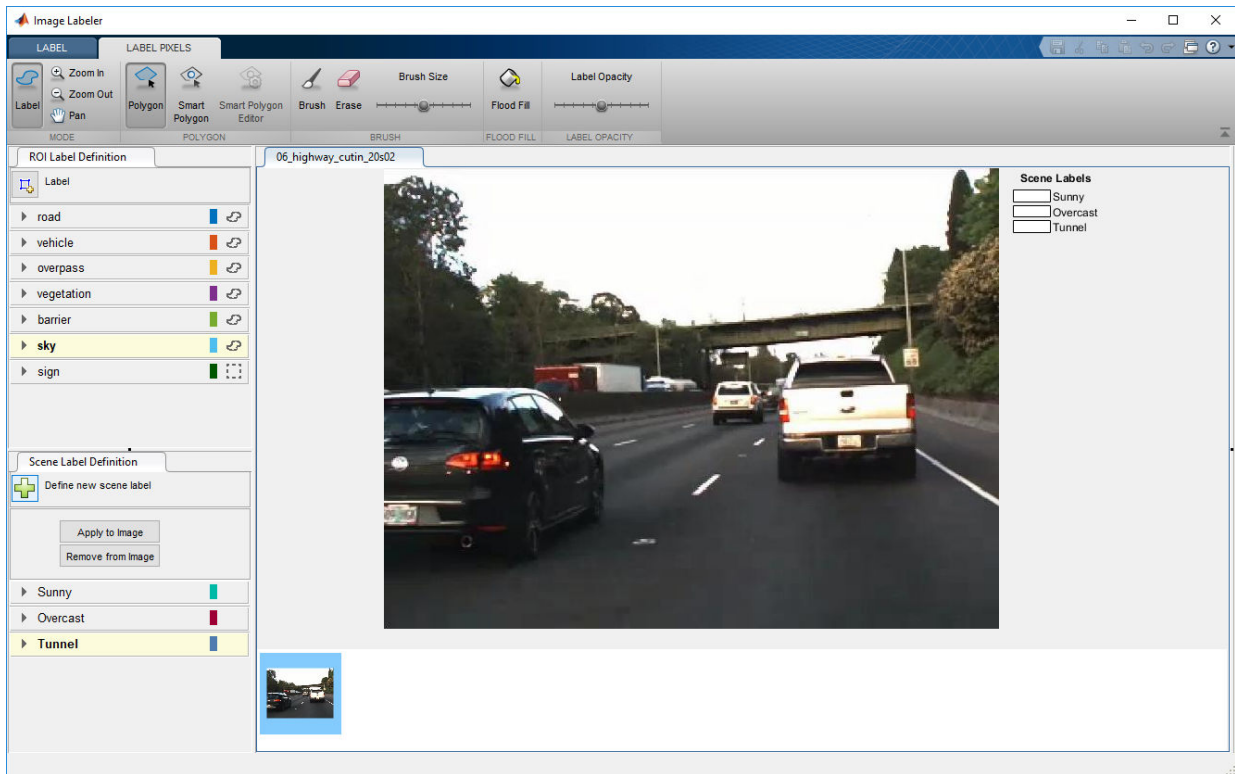 Image Labeler
LABEL
LABEL PIXELS
Label
Zoom In
Zoom Out
Pan
Polygon
Smart
Polygon
Smart Polygon
Editor
Brush
Erase
Brush Size
Flood Fill
Label Opacity
MODE
POLYGON
BRUSH
FLOOD FILL
LABEL OPACITY
ROI Label Definition
Label
road
vehicle
overpass
vegetation
barrier
sky
sign
Scene Label Definition
Define new scene label
Apply to Image
Remove from Image
Sunny
Overcast
Tunnel
06_highway_cutin_20s02
Scene Labels
Sunny
Overcast
Tunnel